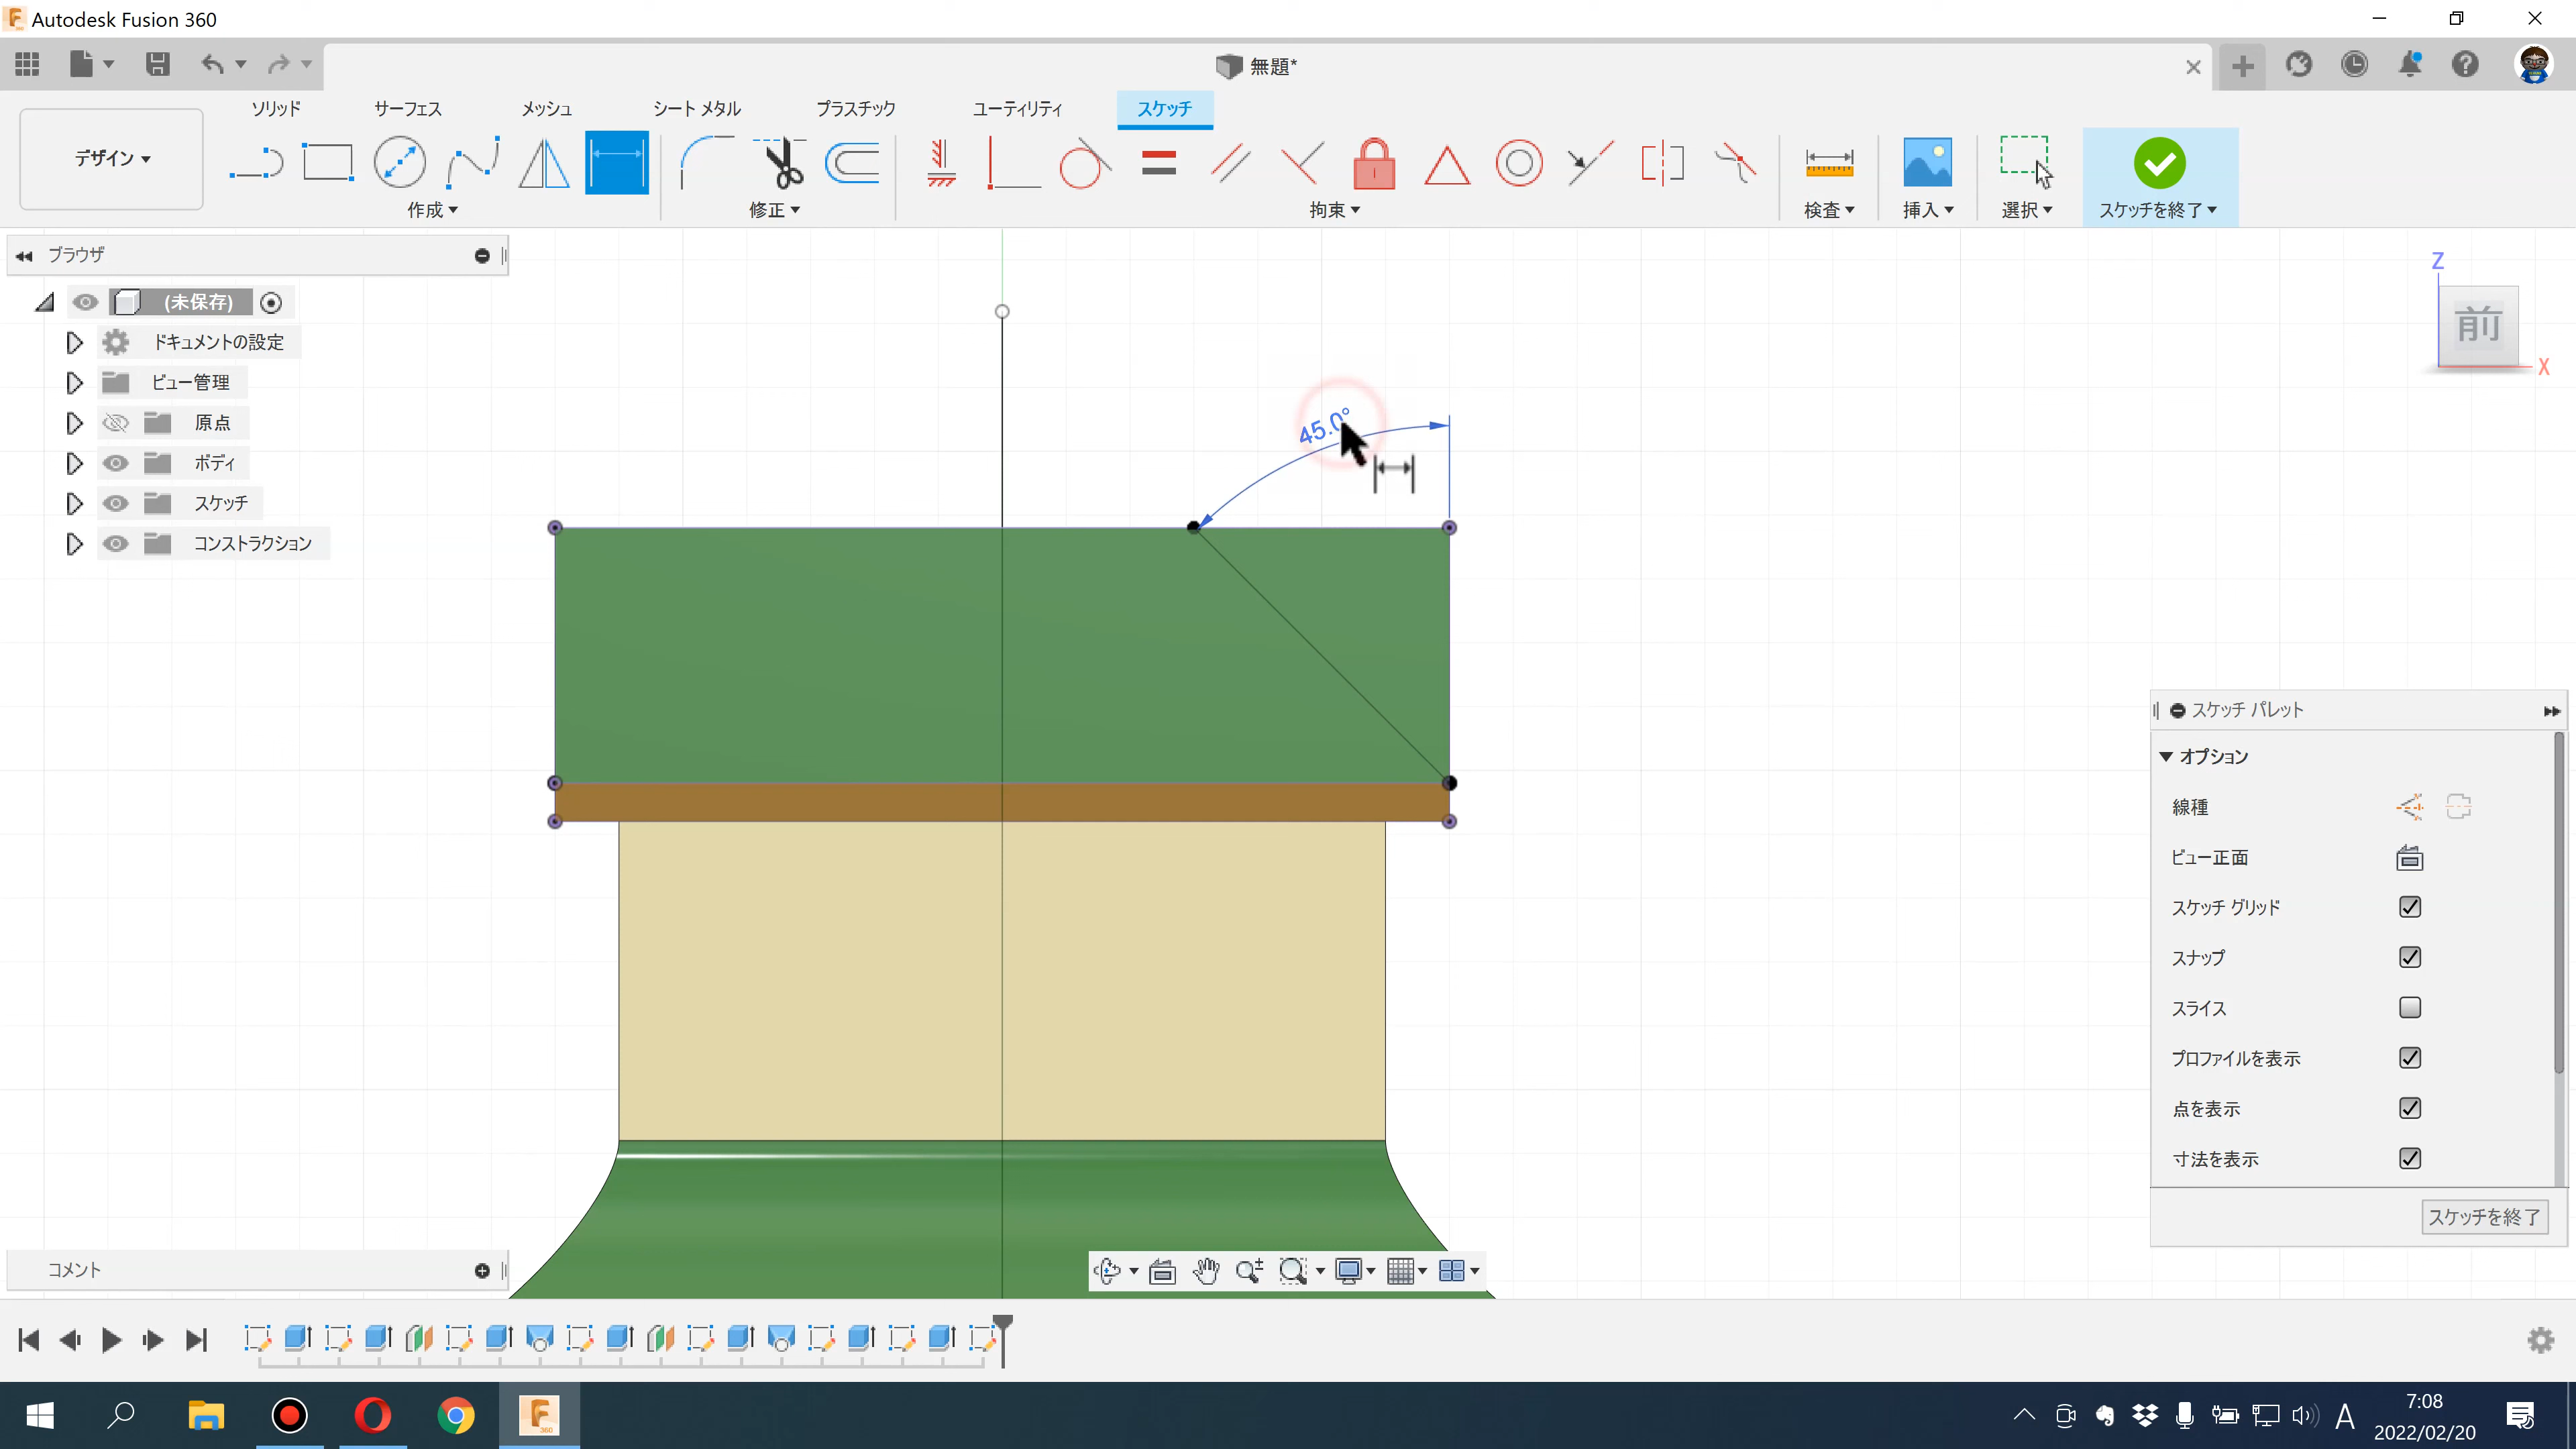 Autodesk Fusion 360
無題*
ソリッド
サーフェス
メッシュ
シート メタル
プラスチック
ユーティリティ
スケッチ
デザイン
作成
修正
拘束
検査
挿入
選択
スケッチを終了
ブラウザ
(未保存)
ドキュメントの設定
ビュー管理
原点
ボディ
スケッチ
コンストラクション
Z
前
X
45.0°
スケッチ パレット
オプション
線種
ビュー正面
スケッチ グリッド
スナップ
スライス
プロファイルを表示
点を表示
寸法を表示
スケッチを終了
コメント
A
7:08
2022/02/20